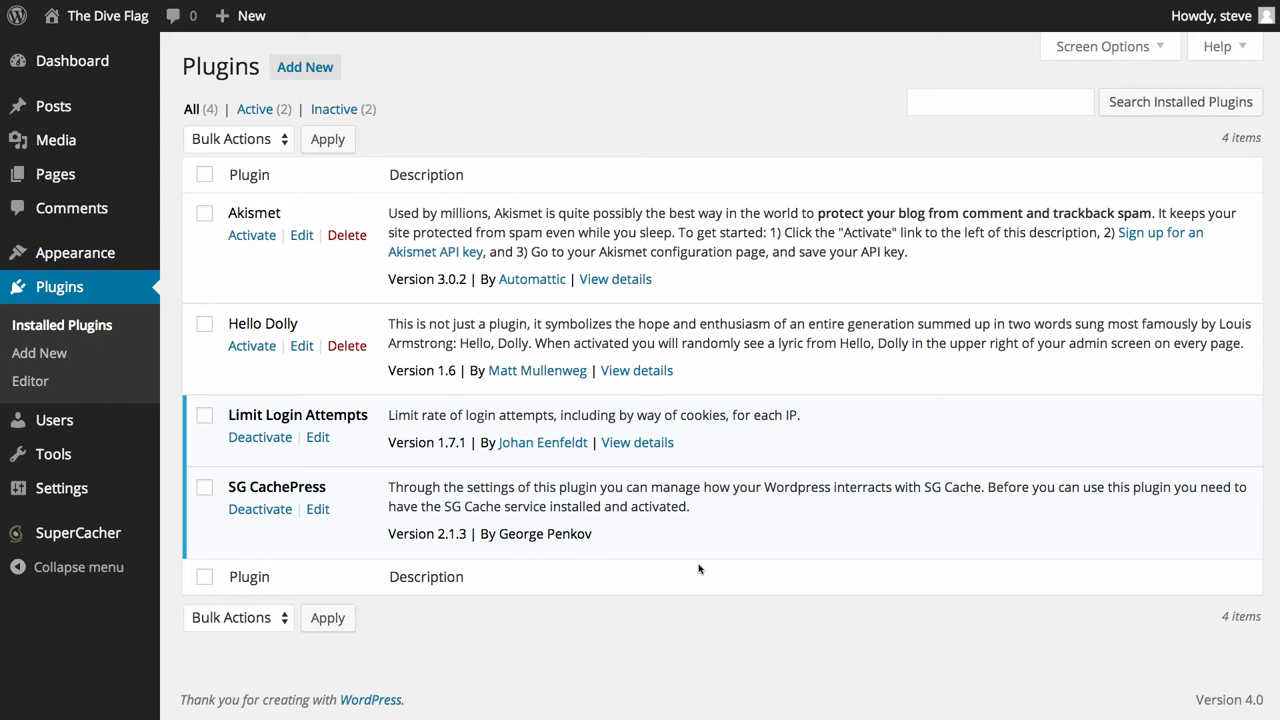 The Dive Flag 0 New Howdy, steve
Screen Options Help
Dashboard
Posts
Media
Pages
Comments
Appearance
Plugins
Installed Plugins
Add New
Editor
Users
Tools
Settings
SuperCacher
Collapse menu
Plugins Add New
All (4) | Active (2) | Inactive (2)
Search Installed Plugins
Bulk Actions Apply
4 items
Plugin Description
Akismet
Activate | Edit | Delete
Used by millions, Akismet is quite possibly the best way in the world to protect your blog from comment and trackback spam. It keeps your
site protected from spam even while you sleep. To get started: 1) Click the "Activate" link to the left of this description, 2) Sign up for an
Akismet API key, and 3) Go to your Akismet configuration page, and save your API key.
Version 3.0.2 | By Automattic | View details
Hello Dolly
Activate | Edit | Delete
This is not just a plugin, it symbolizes the hope and enthusiasm of an entire generation summed up in two words sung most famously by Louis
Armstrong: Hello, Dolly. When activated you will randomly see a lyric from Hello, Dolly in the upper right of your admin screen on every page.
Version 1.6 | By Matt Mullenweg | View details
Limit Login Attempts
Deactivate | Edit
Limit rate of login attempts, including by way of cookies, for each IP.
Version 1.7.1 | By Johan Eenfeldt | View details
SG CachePress
Deactivate | Edit
Through the settings of this plugin you can manage how your Wordpress interracts with SG Cache. Before you can use this plugin you need to
have the SG Cache service installed and activated.
Version 2.1.3 | By George Penkov
Plugin Description
Bulk Actions Apply
4 items
Thank you for creating with WordPress.
Version 4.0